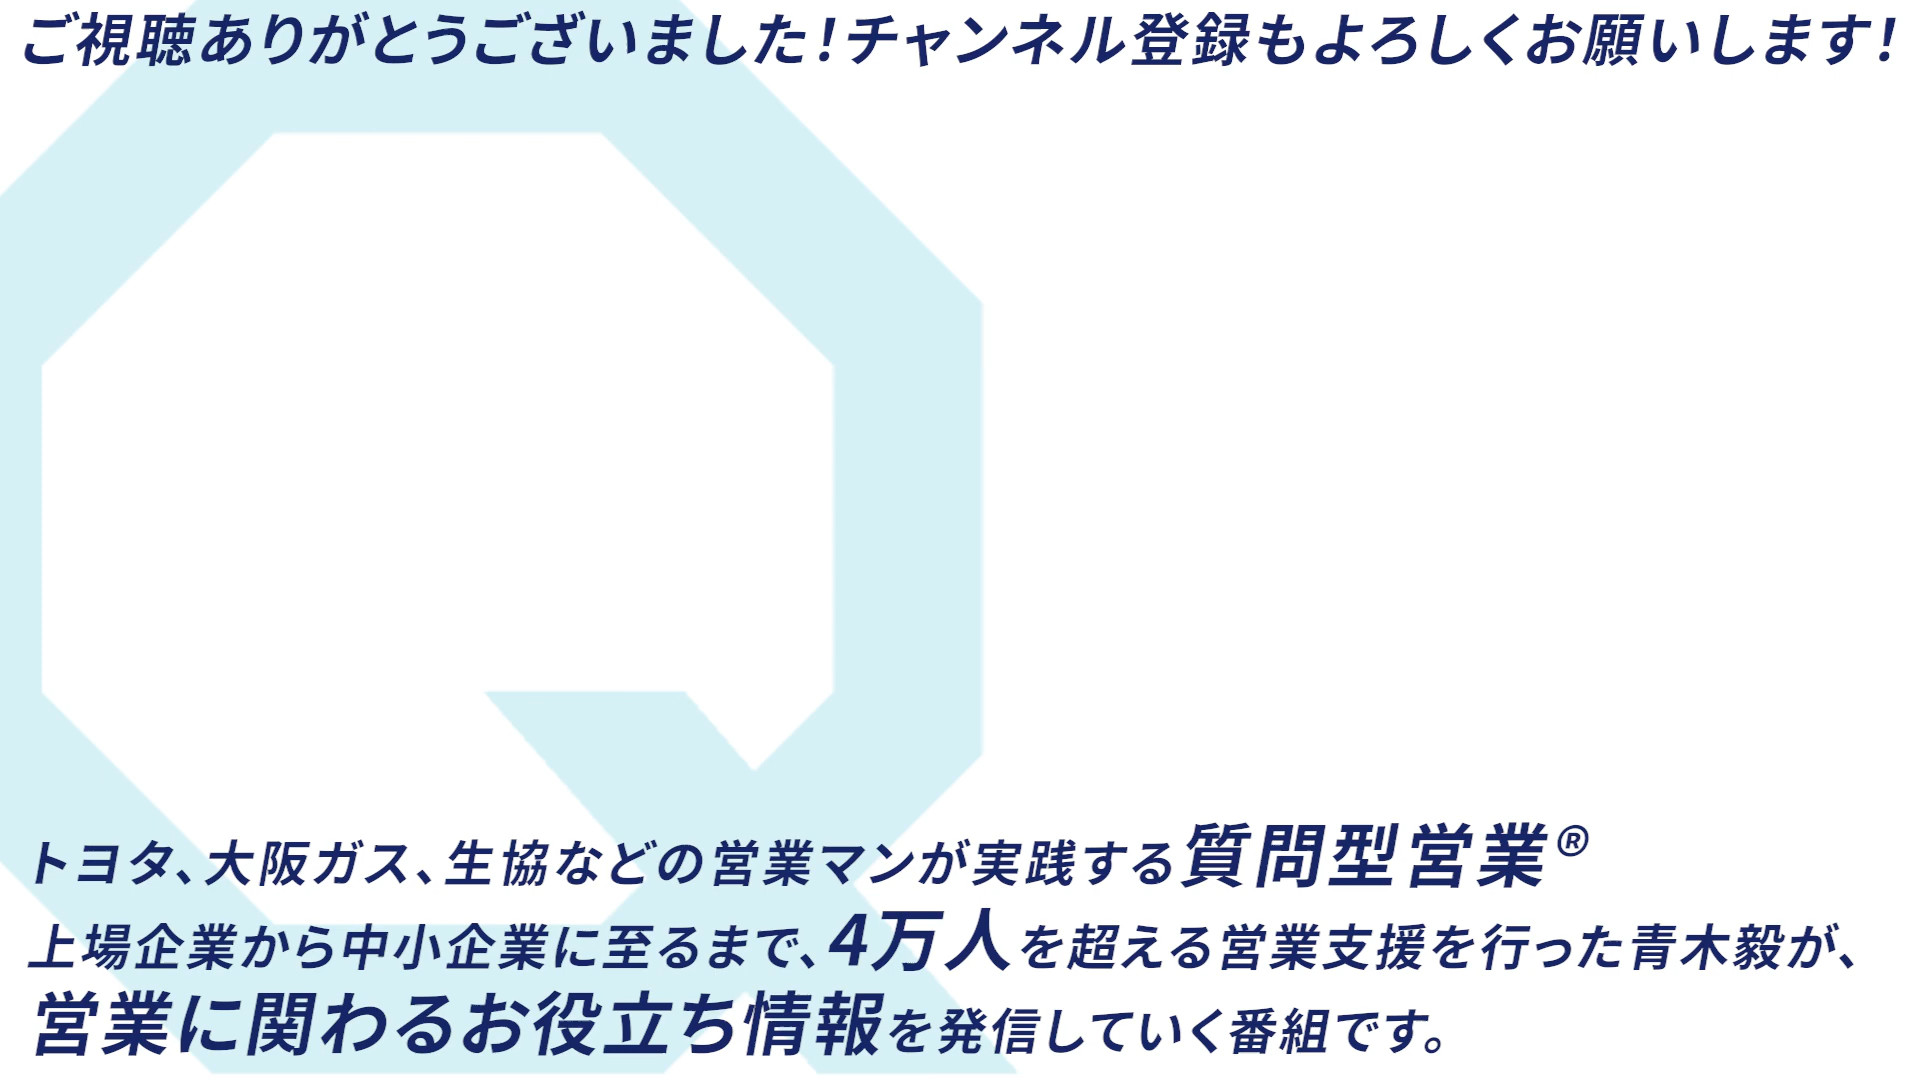 ご視聴ありがとうございました！チャンネル登録もよろしくお願いします！
トヨタ、大阪ガス、生協などの営業マンが実践する質問型営業®
上場企業から中小企業に至るまで、4万人を超える営業支援を行った青木毅が、
営業に関わるお役立ち情報を発信していく番組です。